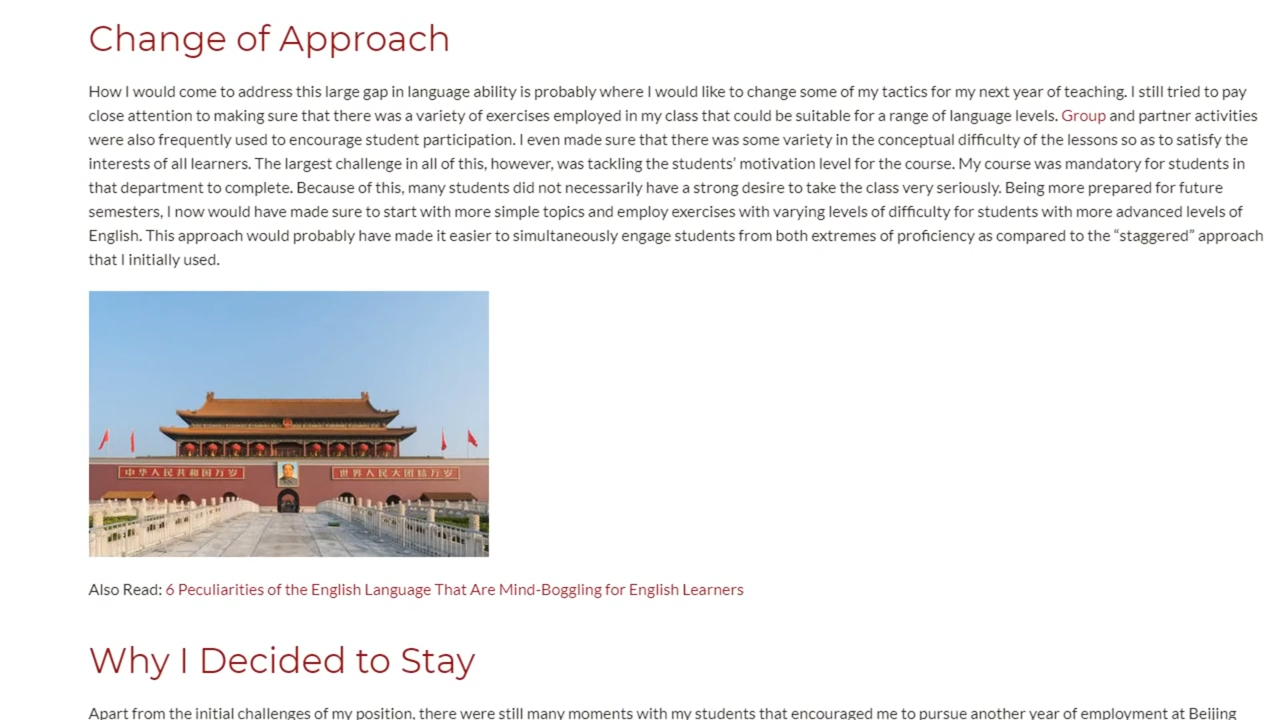 Change of Approach
How I would come to address this large gap in language ability is probably where I would like to change some of my tactics for my next year of teaching. I still tried to pay
close attention to making sure that there was a variety of exercises employed in my class that could be suitable for a range of language levels. Group and partner activities
were also frequently used to encourage student participation. I even made sure that there was some variety in the conceptual difficulty of the lessons so as to satisfy the
interests of all learners. The largest challenge in all of this, however, was tackling the students’ motivation level for the course. My course was mandatory for students in
that department to complete. Because of this, many students did not necessarily have a strong desire to take the class very seriously. Being more prepared for future
semesters, I now would have made sure to start with more simple topics and employ exercises with varying levels of difficulty for students with more advanced levels of
English. This approach would probably have made it easier to simultaneously engage students from both extremes of proficiency as compared to the “staggered” approach
that I initially used.
中华人民共和国万岁 世界人民大团结万岁
Also Read: 6 Peculiarities of the English Language That Are Mind-Boggling for English Learners
Why I Decided to Stay
Apart from the initial challenges of my position, there were still many moments with my students that encouraged me to pursue another year of employment at Beijing